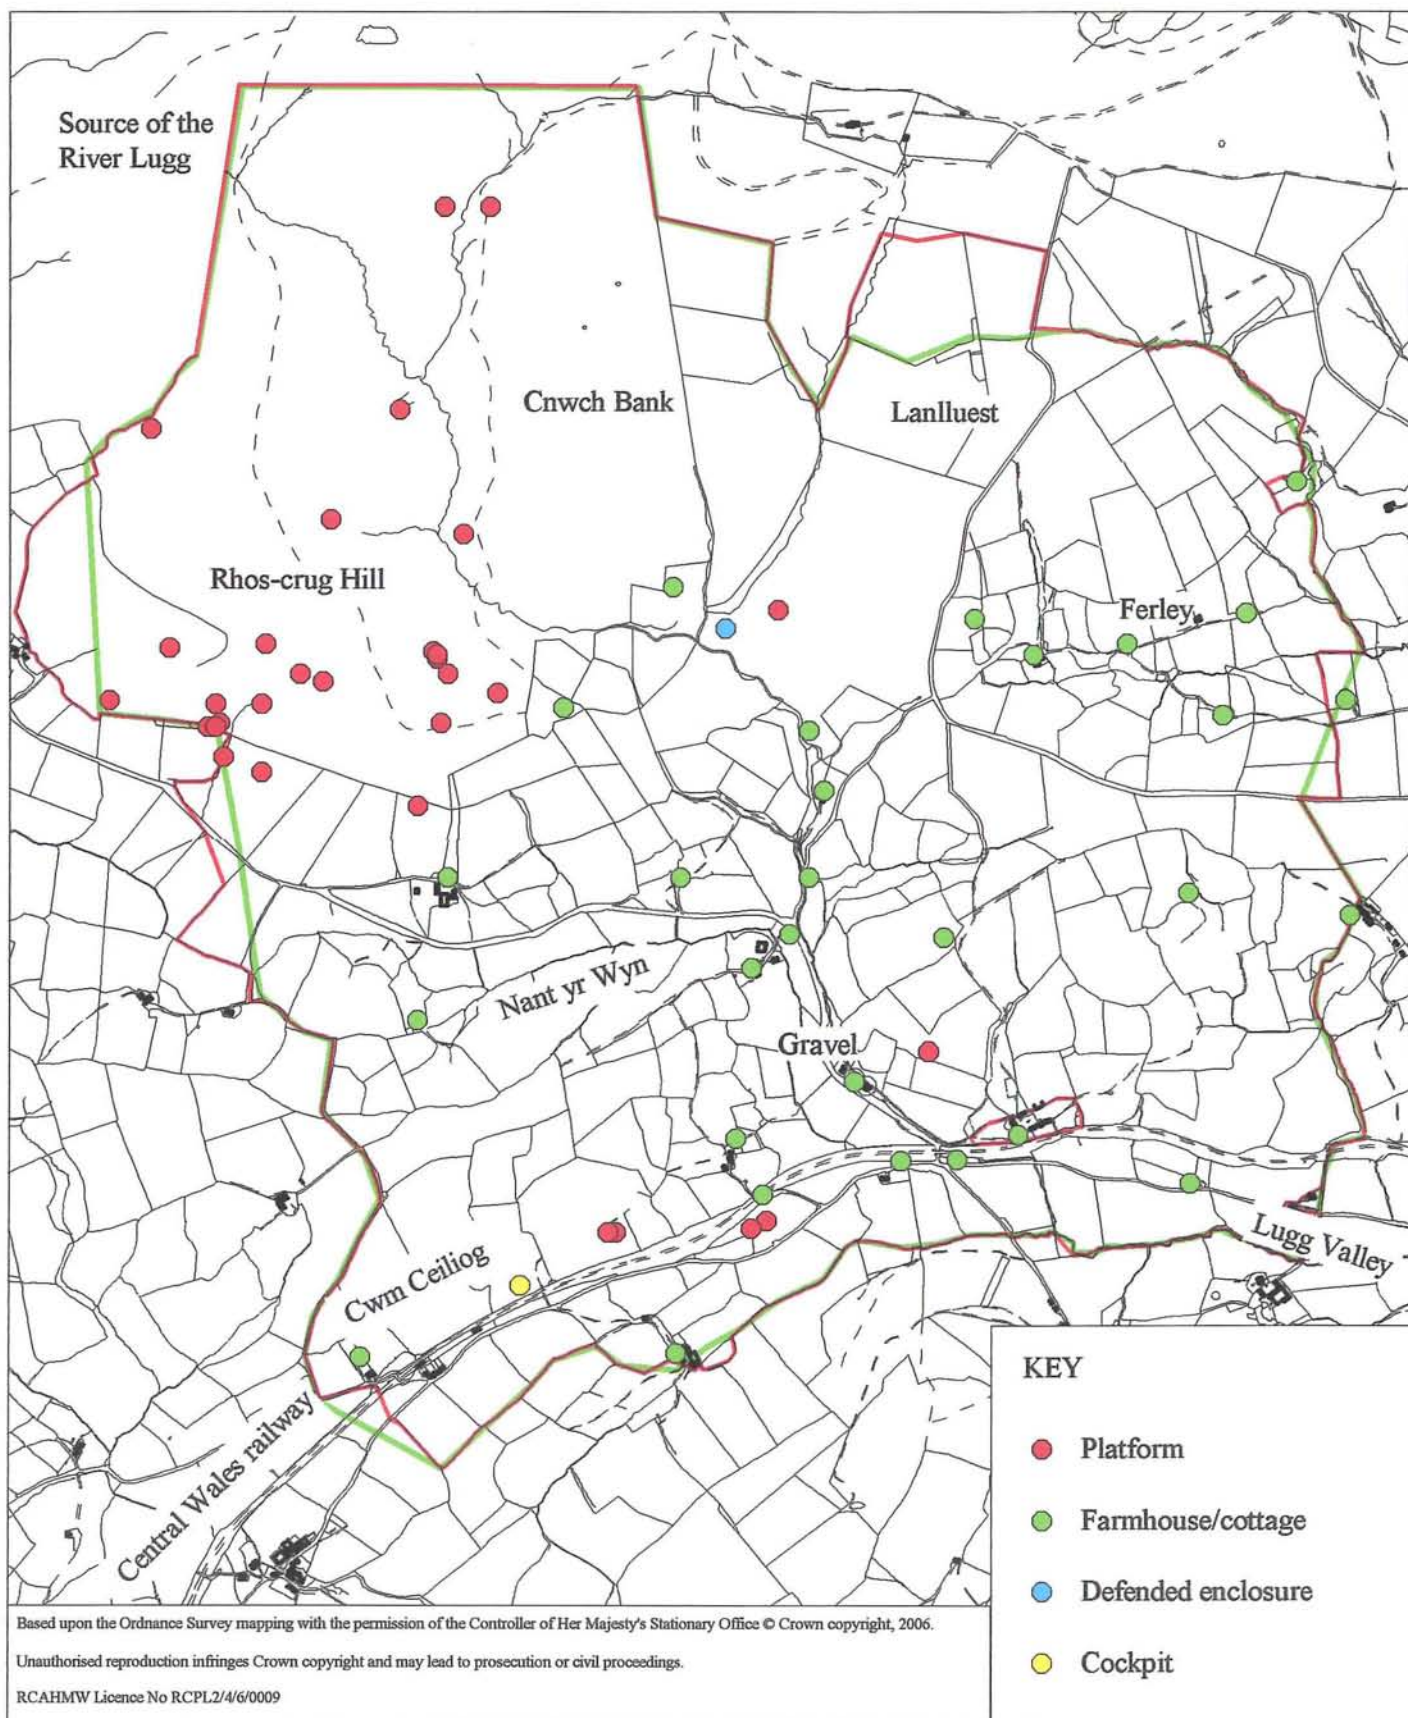 Source of the
River Lugg
Cnwch Bank
Lanlluest
Rhos-crug Hill
Ferley
Nant yr Wyn
Gravel
Cwm Ceiliog
Lugg Valley
Central Wales railway
KEY
Platform
Farmhouse/cottage
Defended enclosure
Cockpit
Based upon the Ordnance Survey mapping with the permission of the Controller of Her Majesty's Stationary Office © Crown copyright, 2006.
Unauthorised reproduction infringes Crown copyright and may lead to prosecution or civil proceedings.
RCAHMW Licence No RCPL2/4/6/0009